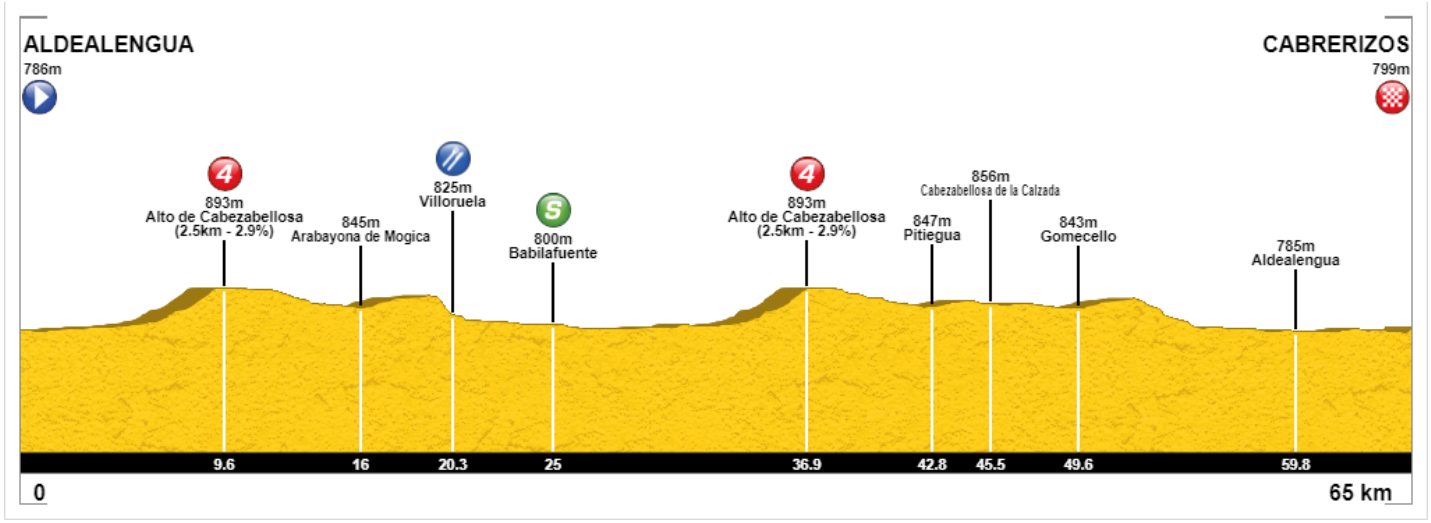 ALDEALENGUA
786m
CABRERIZOS
799m
4
893m
Alto de Cabezabellosa
(2.5km - 2.9%)
845m
Arabayona de Mogica
825m
Villoruela
S
800m
Babilafuente
4
893m
Alto de Cabezabellosa
(2.5km - 2.9%)
847m
Pitiegua
856m
Cabezabellosa de la Calzada
843m
Gomecello
785m
Aldealengua
9.6 16 20.3 25 36.9 42.8 45.5 49.6 59.8
0 65 km